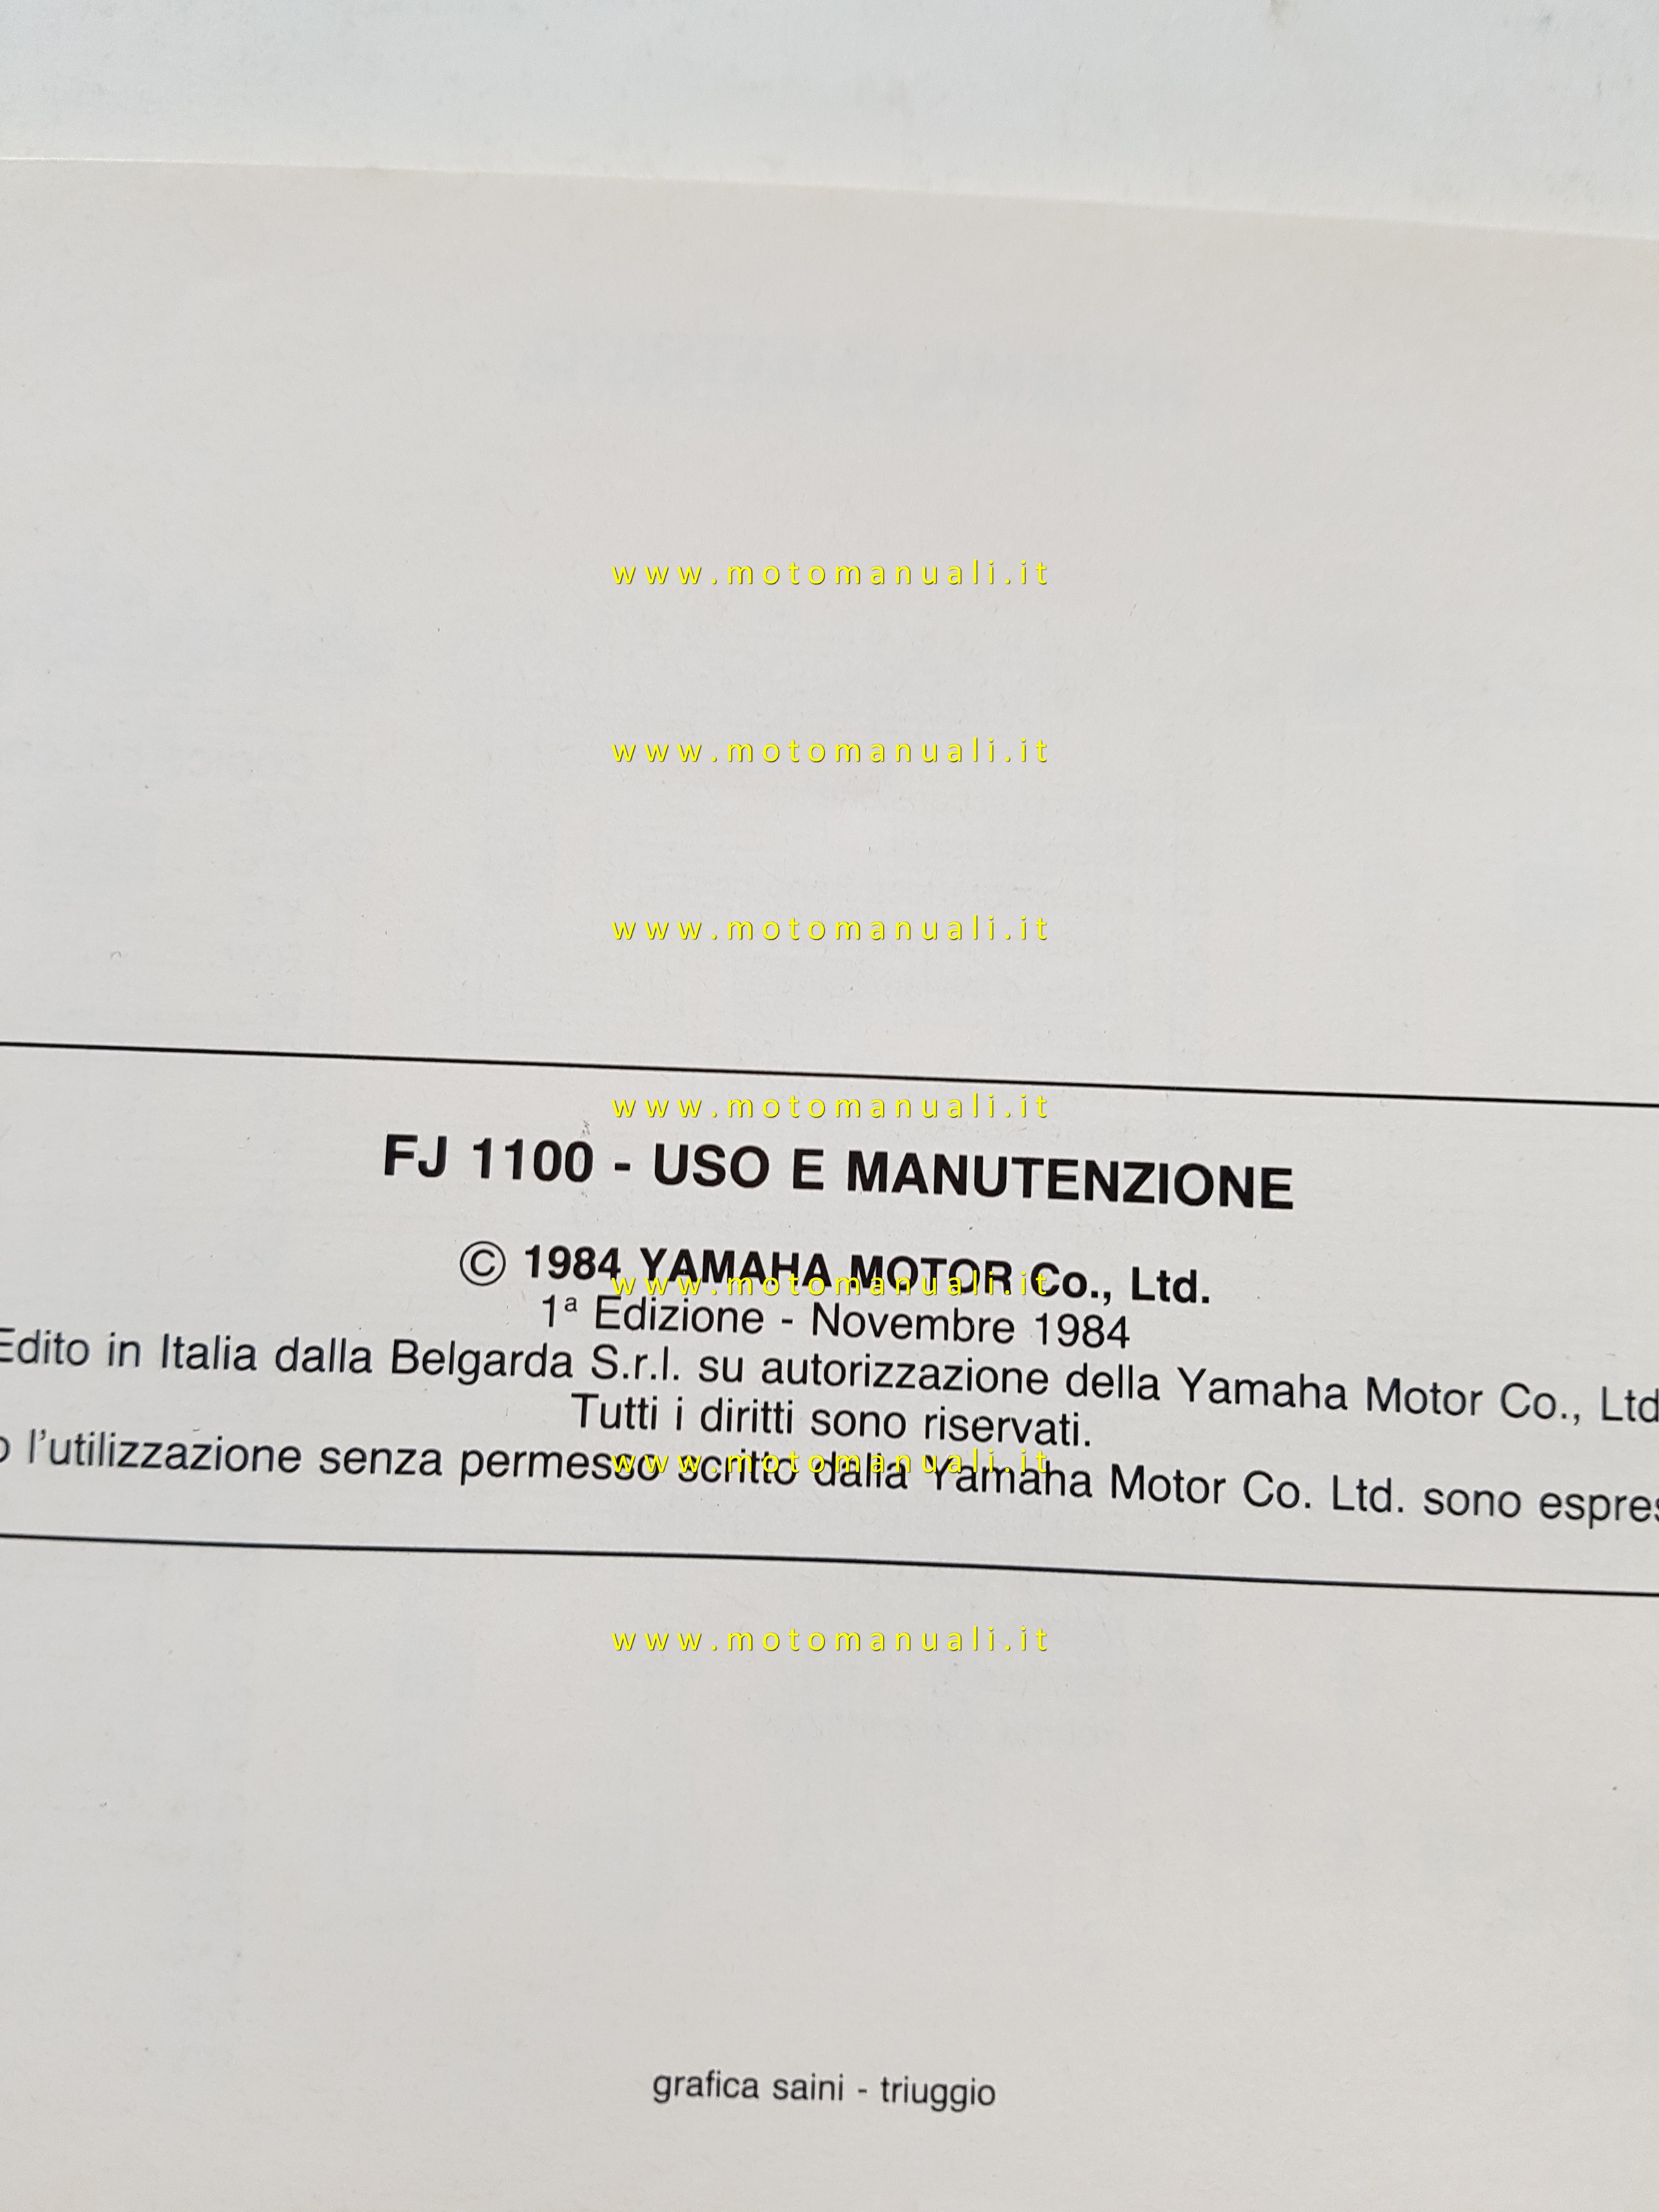 www.motomanuali.it
www.motomanuali.it
www.motomanuali.it
www.motomanuali.it
FJ 1100 - USO E MANUTENZIONE
© 1984 YAMAHA MOTOR Co., Ltd.
www.motomanuali.it
1ª Edizione - Novembre 1984
Edito in Italia dalla Belgarda S.r.l. su autorizzazione della Yamaha Motor Co., Ltd
Tutti i diritti sono riservati.
o l'utilizzazione senza permesso scritto dalla Yamaha Motor Co. Ltd. sono espres
www.motomanuali.it
www.motomanuali.it
grafica saini - triuggio